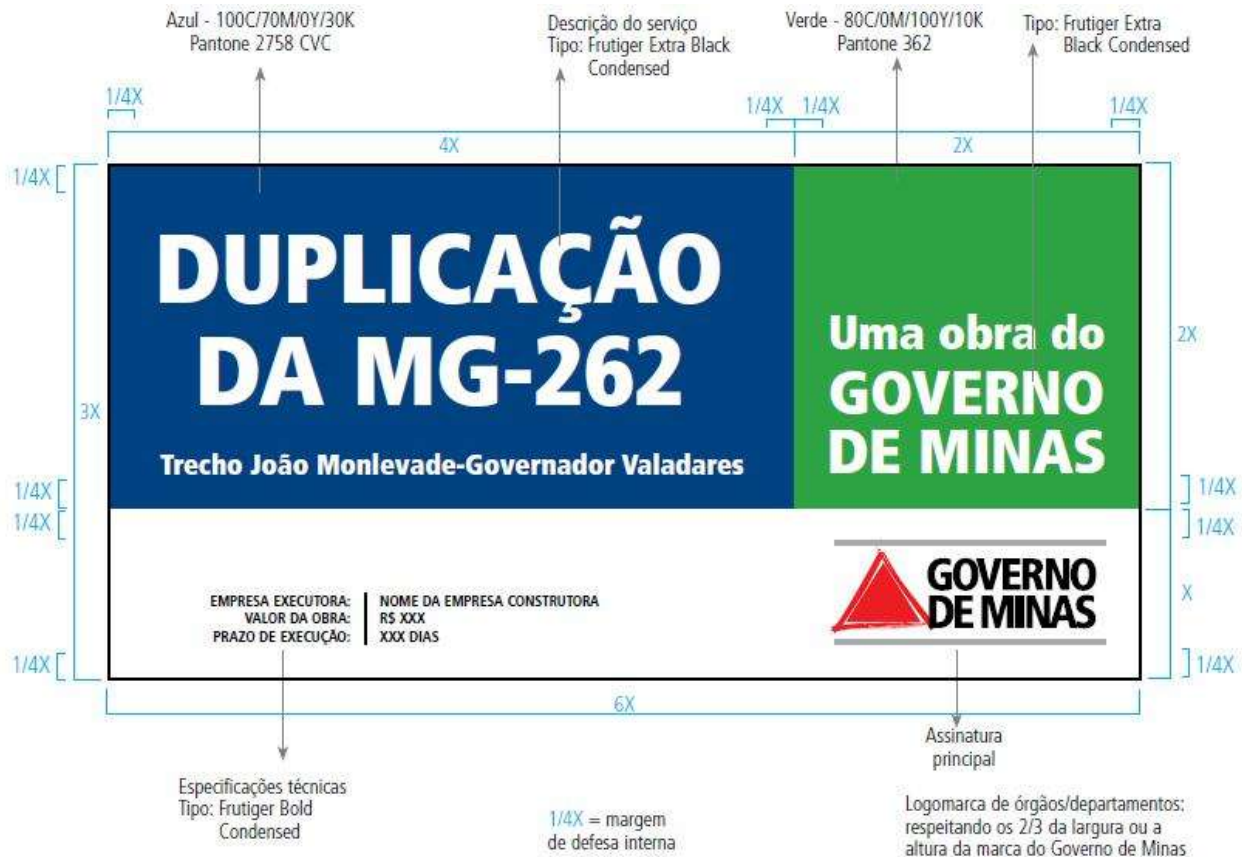 Azul - 100C/70M/0Y/30K
Pantone 2758 CVC
Descrição do serviço
Tipo: Frutiger Extra Black
Condensed
Verde - 80C/0M/100Y/10K
Pantone 362
Tipo: Frutiger Extra
Black Condensed
1/4X
1/4X
1/4X
1/4X
4X
2X
1/4X
DUPLICAÇÃO
DA MG-262
Trecho João Monlevade-Governador Valadares
Uma obra do
GOVERNO
DE MINAS
2X
3X
1/4X
1/4X
1/4X
1/4X
EMPRESA EXECUTORA:
VALOR DA OBRA:
PRAZO DE EXECUÇÃO:
NOME DA EMPRESA CONSTRUTORA
R$ XXX
XXX DIAS
GOVERNO
DE MINAS
X
1/4X
1/4X
6X
Especificações técnicas
Tipo: Frutiger Bold
Condensed
1/4X = margem
de defesa interna
Assinatura
principal
Logomarca de órgãos/departamentos:
respeitando os 2/3 da largura ou a
altura da marca do Governo de Minas